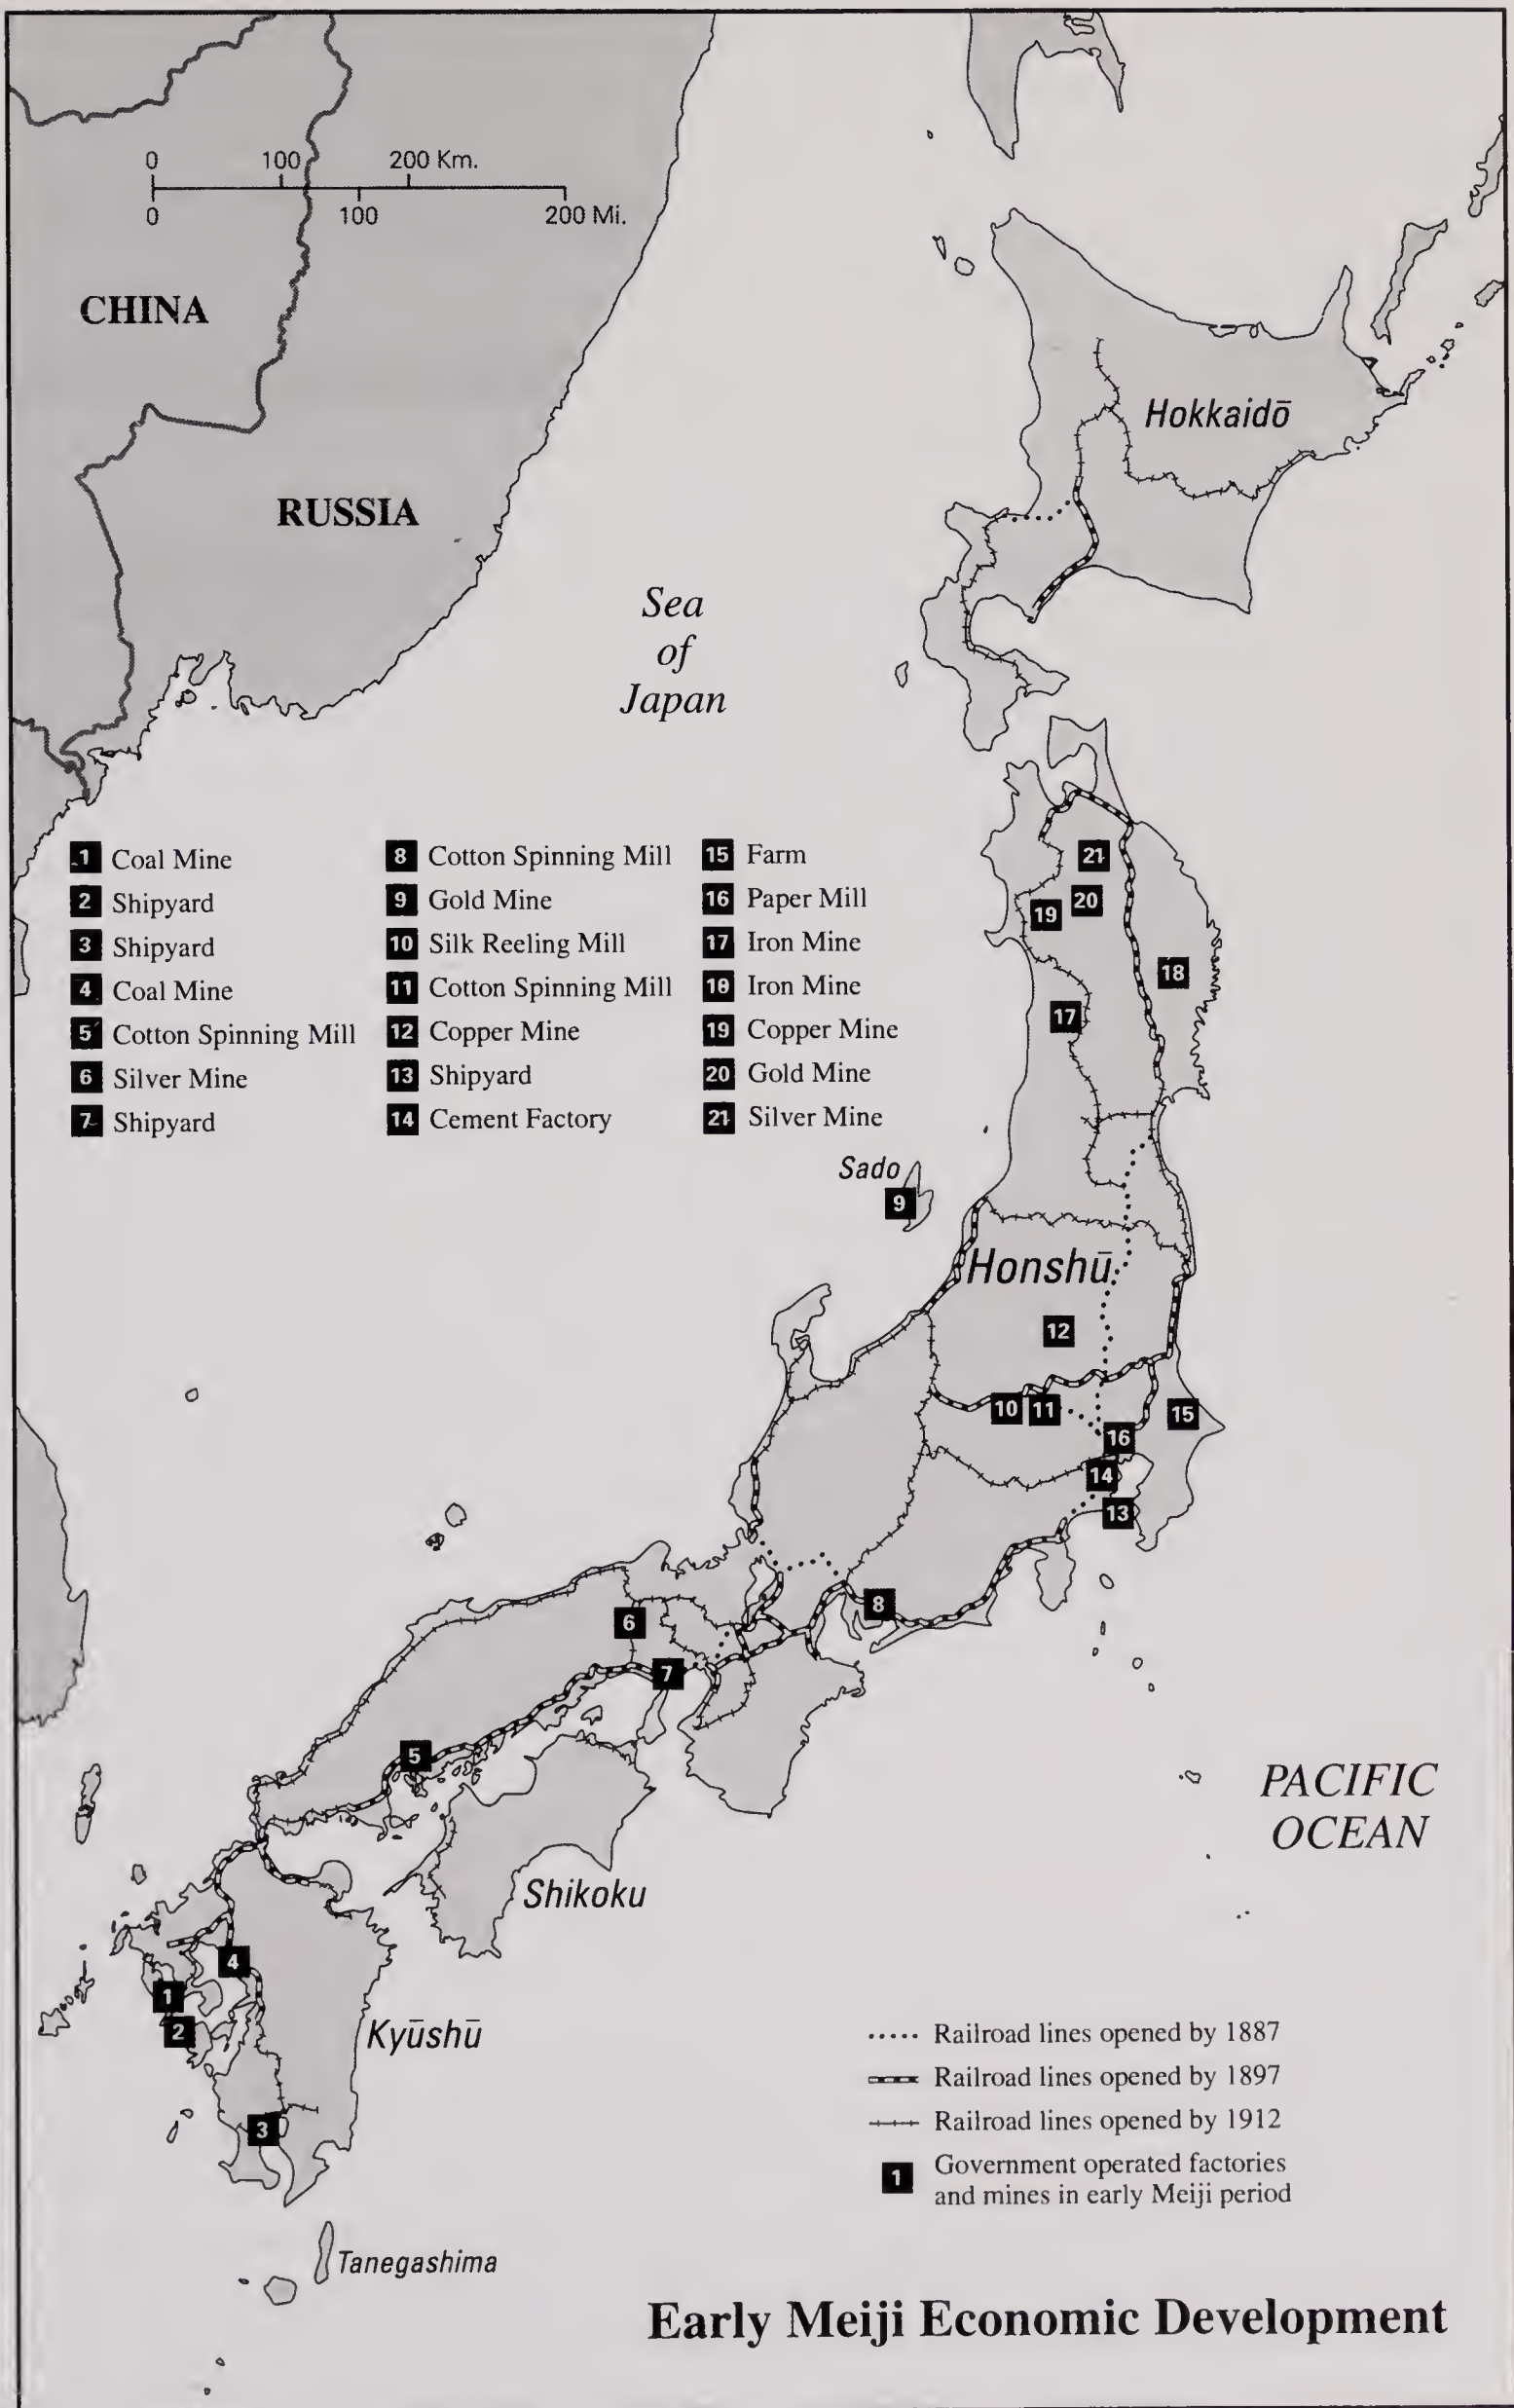 0 100 200 Km.
0 100 200 Mi.
CHINA
RUSSIA
Hokkaidō
Sea
of
Japan
1 Coal Mine
2 Shipyard
3 Shipyard
4 Coal Mine
5 Cotton Spinning Mill
6 Silver Mine
7 Shipyard
8 Cotton Spinning Mill
9 Gold Mine
10 Silk Reeling Mill
11 Cotton Spinning Mill
12 Copper Mine
13 Shipyard
14 Cement Factory
15 Farm
16 Paper Mill
17 Iron Mine
18 Iron Mine
19 Copper Mine
20 Gold Mine
21 Silver Mine
21
20
19
18
17
Sado
9
Honshū
12
10 11
15
16
14
13
8
6
7
5
PACIFIC
OCEAN
Shikoku
4
1
2
Kyūshū
3
Railroad lines opened by 1887
Railroad lines opened by 1897
Railroad lines opened by 1912
1 Government operated factories
and mines in early Meiji period
Tanegashima
Early Meiji Economic Development